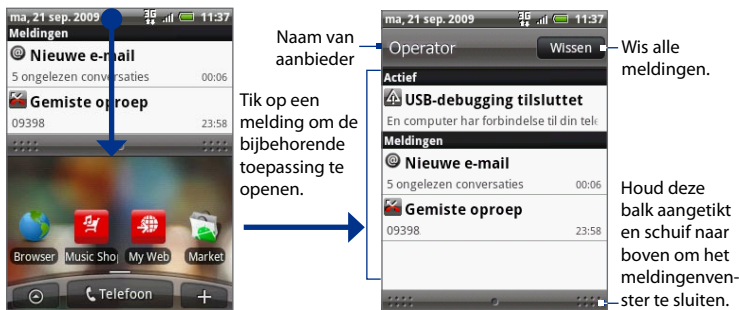 ma, 21 sep. 2009 3G 11:37
Meldingen
@ Nieuwe e-mail
5 ongelezen conversaties 00:06
Gemiste oproep
09398 23:58
Browser Music Shop My Web Market
Telefoon
Naam van
aanbieder
Tik op een
melding om de
bijbehorende
toepassing te
openen.
ma, 21 sep. 2009 3G 11:37
Operator Wissen
Actief
USB-debugging tilsluttet
En computer har forbindelse til din tele
Meldingen
@ Nieuwe e-mail
5 ongelezen conversaties 00:06
Gemiste oproep
09398 23:58
Wis alle
meldingen.
Houd deze
balk aangetikt
en schuif naar
boven om het
meldingenven-
ster te sluiten.